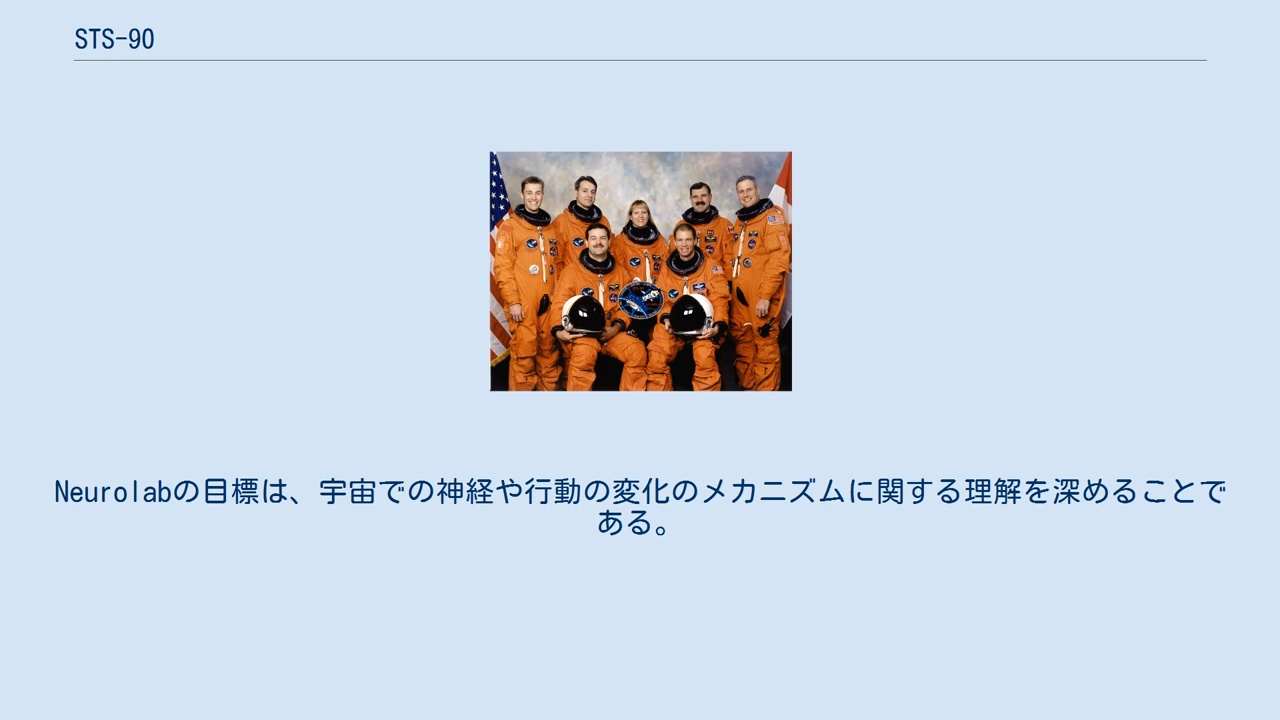 STS-90
Neurolabの目標は、宇宙での神経や行動の変化のメカニズムに関する理解を深めることで
ある。